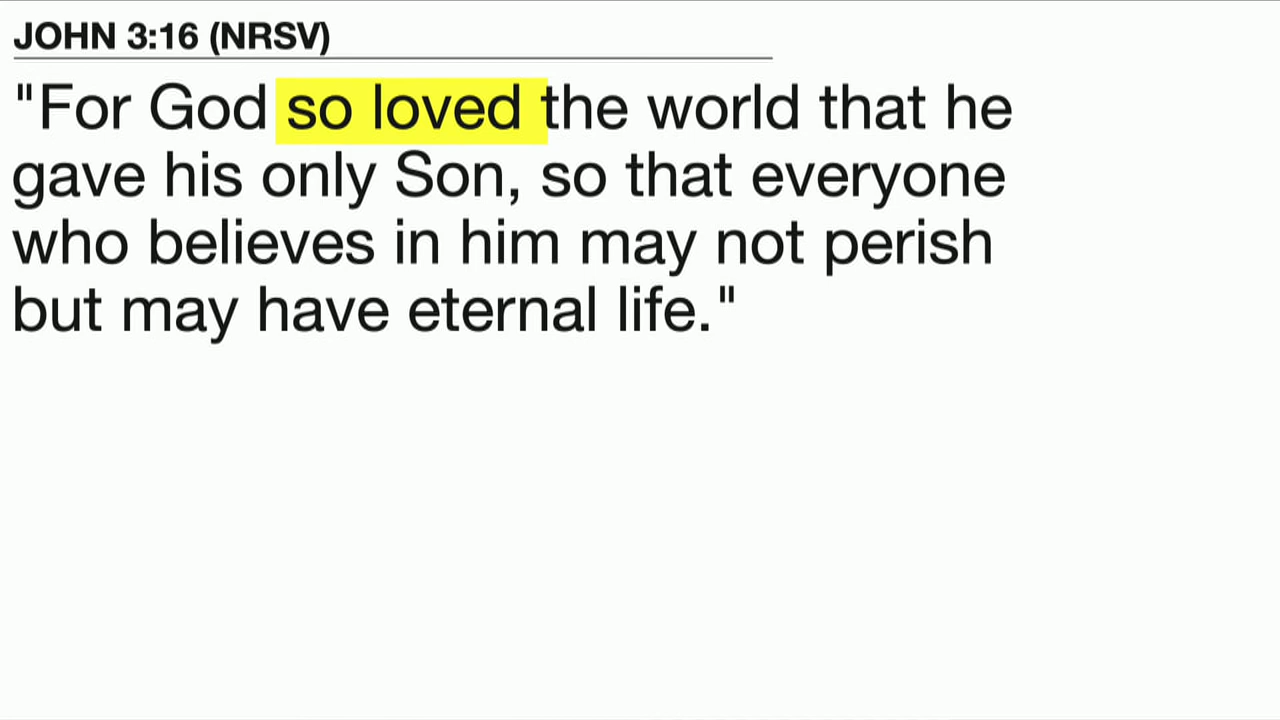 JOHN 3:16 (NRSV)
"For God so loved the world that he
gave his only Son, so that everyone
who believes in him may not perish
but may have eternal life."